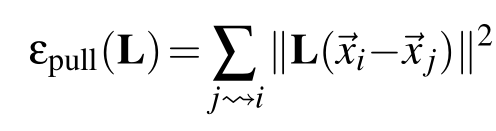 ε_pull(L) = ∑_{j⇝i} ‖L(x⃗_i − x⃗_j)‖²